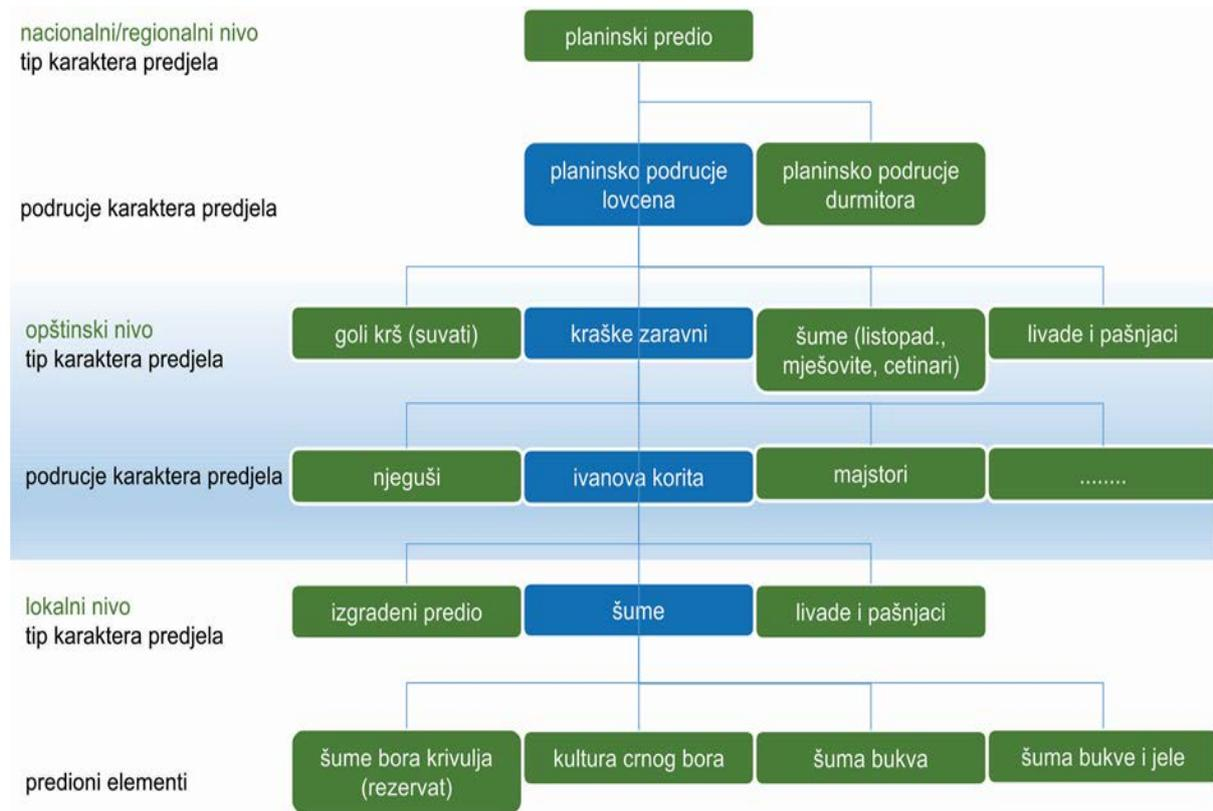 nacionalni/regionalni nivo
tip karaktera predjela
planinski predio
podrucje karaktera predjela
planinsko podrucje
lovcena
planinsko podrucje
durmitora
opštinski nivo
tip karaktera predjela
goli krš (suvati)
kraške zaravni
šume (listopad.,
mješovite, cetinari)
livade i pašnjaci
podrucje karaktera predjela
njeguši
ivanova korita
majstori
........
lokalni nivo
tip karaktera predjela
izgradeni predio
šume
livade i pašnjaci
predioni elementi
šume bora krivulja
(rezervat)
kultura crnog bora
šuma bukva
šuma bukve i jele